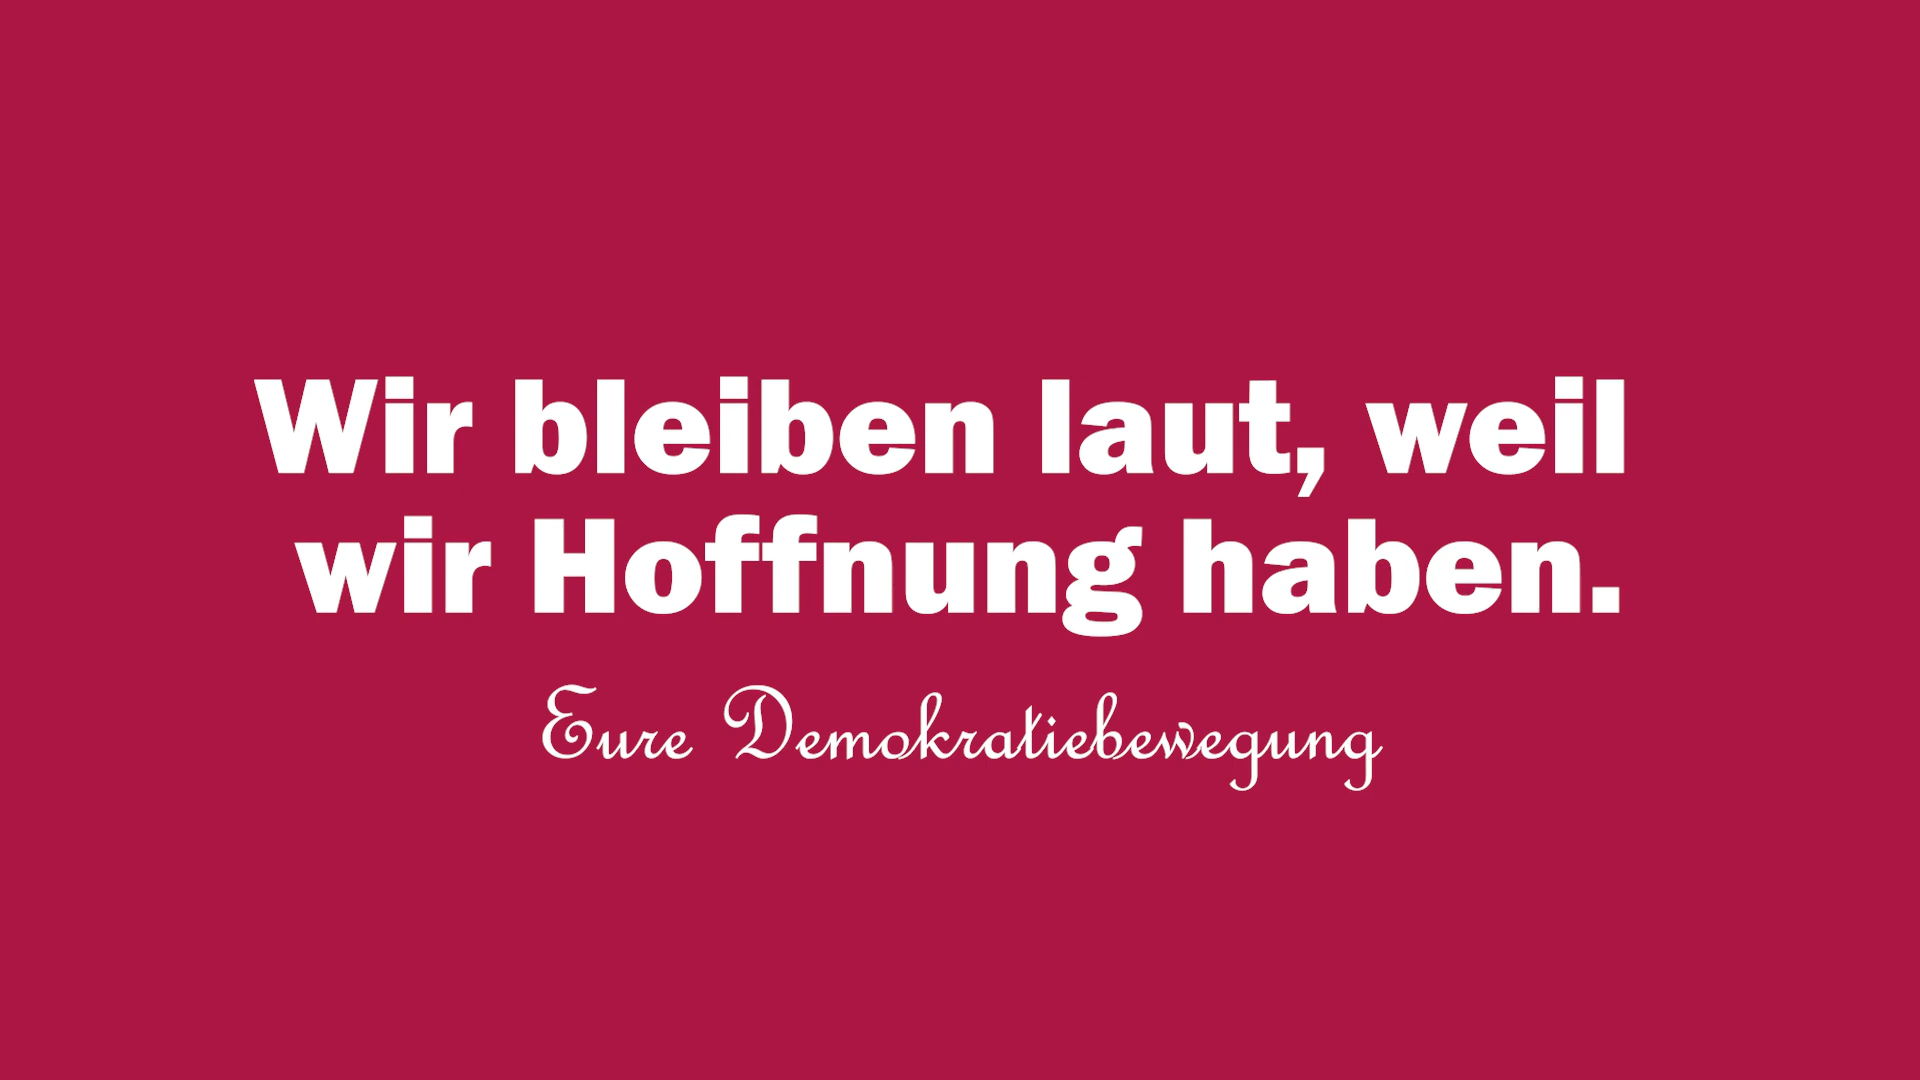 Wir bleiben laut, weil
wir Hoffnung haben.
Eure Demokratiebewegung